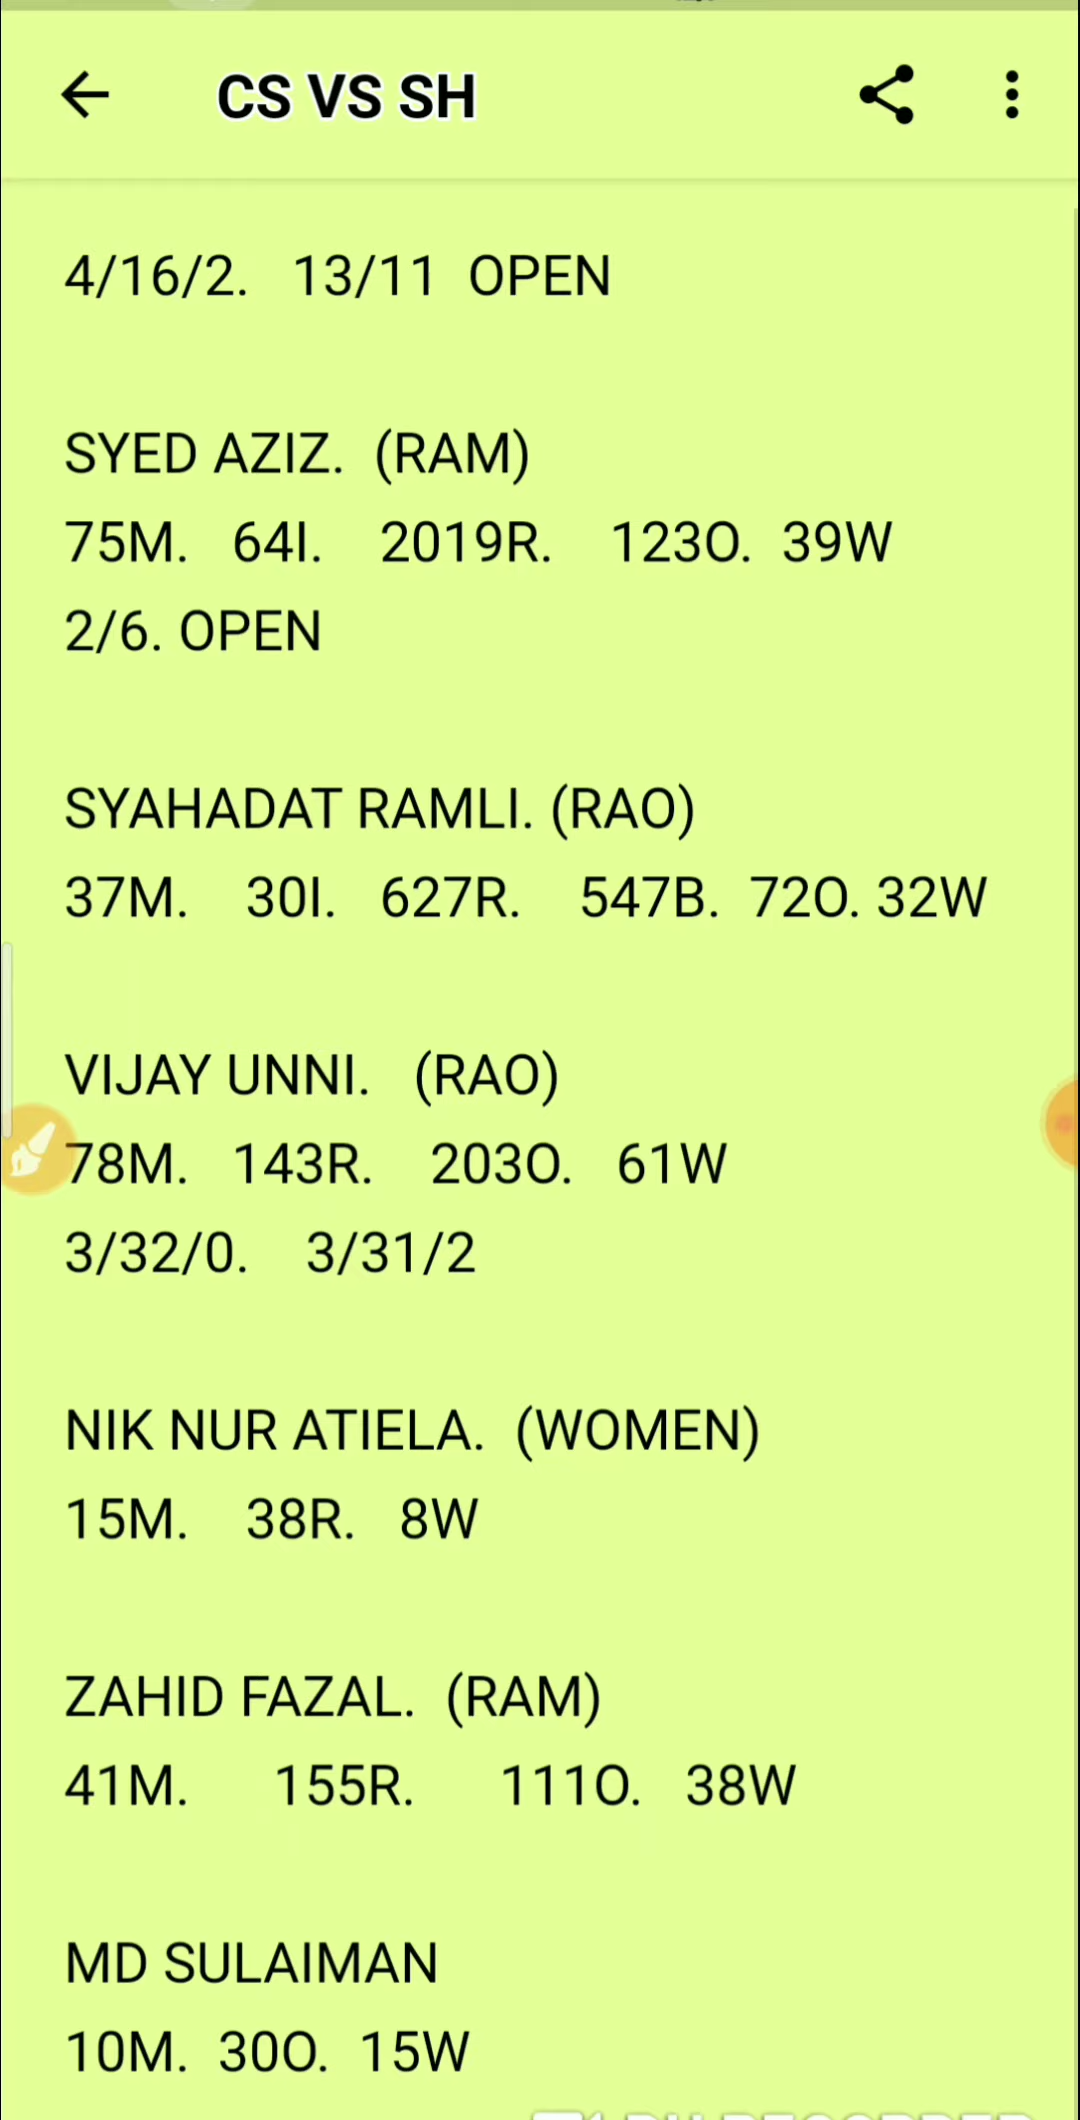 CS VS SH
4/16/2. 13/11 OPEN
SYED AZIZ. (RAM)
75M. 64I. 2019R. 123O. 39W
2/6. OPEN
SYAHADAT RAMLI. (RAO)
37M. 30I. 627R. 547B. 72O. 32W
VIJAY UNNI. (RAO)
78M. 143R. 203O. 61W
3/32/0. 3/31/2
NIK NUR ATIELA. (WOMEN)
15M. 38R. 8W
ZAHID FAZAL. (RAM)
41M. 155R. 111O. 38W
MD SULAIMAN
10M. 30O. 15W